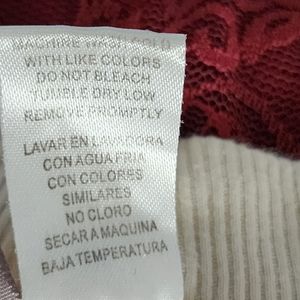 MACHINE WASH COLD
WITH LIKE COLORS
DO NOT BLEACH
TUMBLE DRY LOW
REMOVE PROMPTLY
LAVAR EN LAVADORA
CON AGUA FRIA
CON COLORES
SIMILARES
NO CLORO
SECAR A MAQUINA
BAJA TEMPERATURA